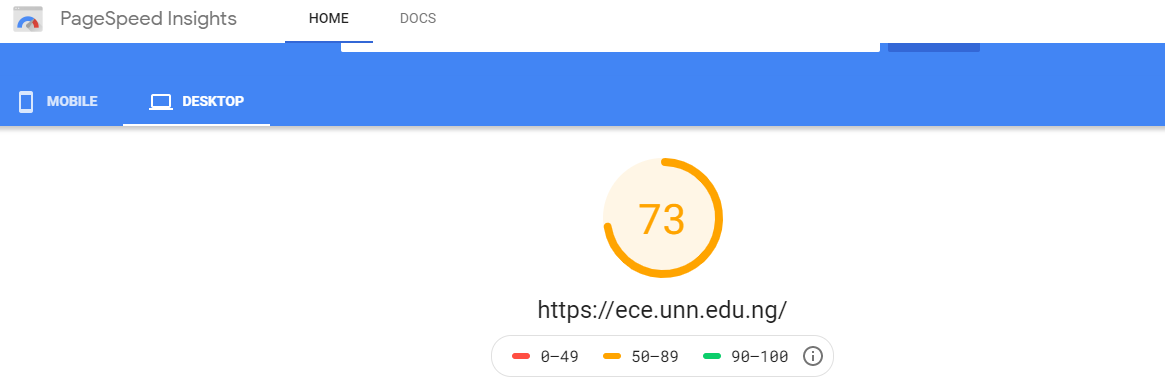 PageSpeed Insights HOME DOCS
MOBILE DESKTOP
73
https://ece.unn.edu.ng/
0–49 50–89 90–100